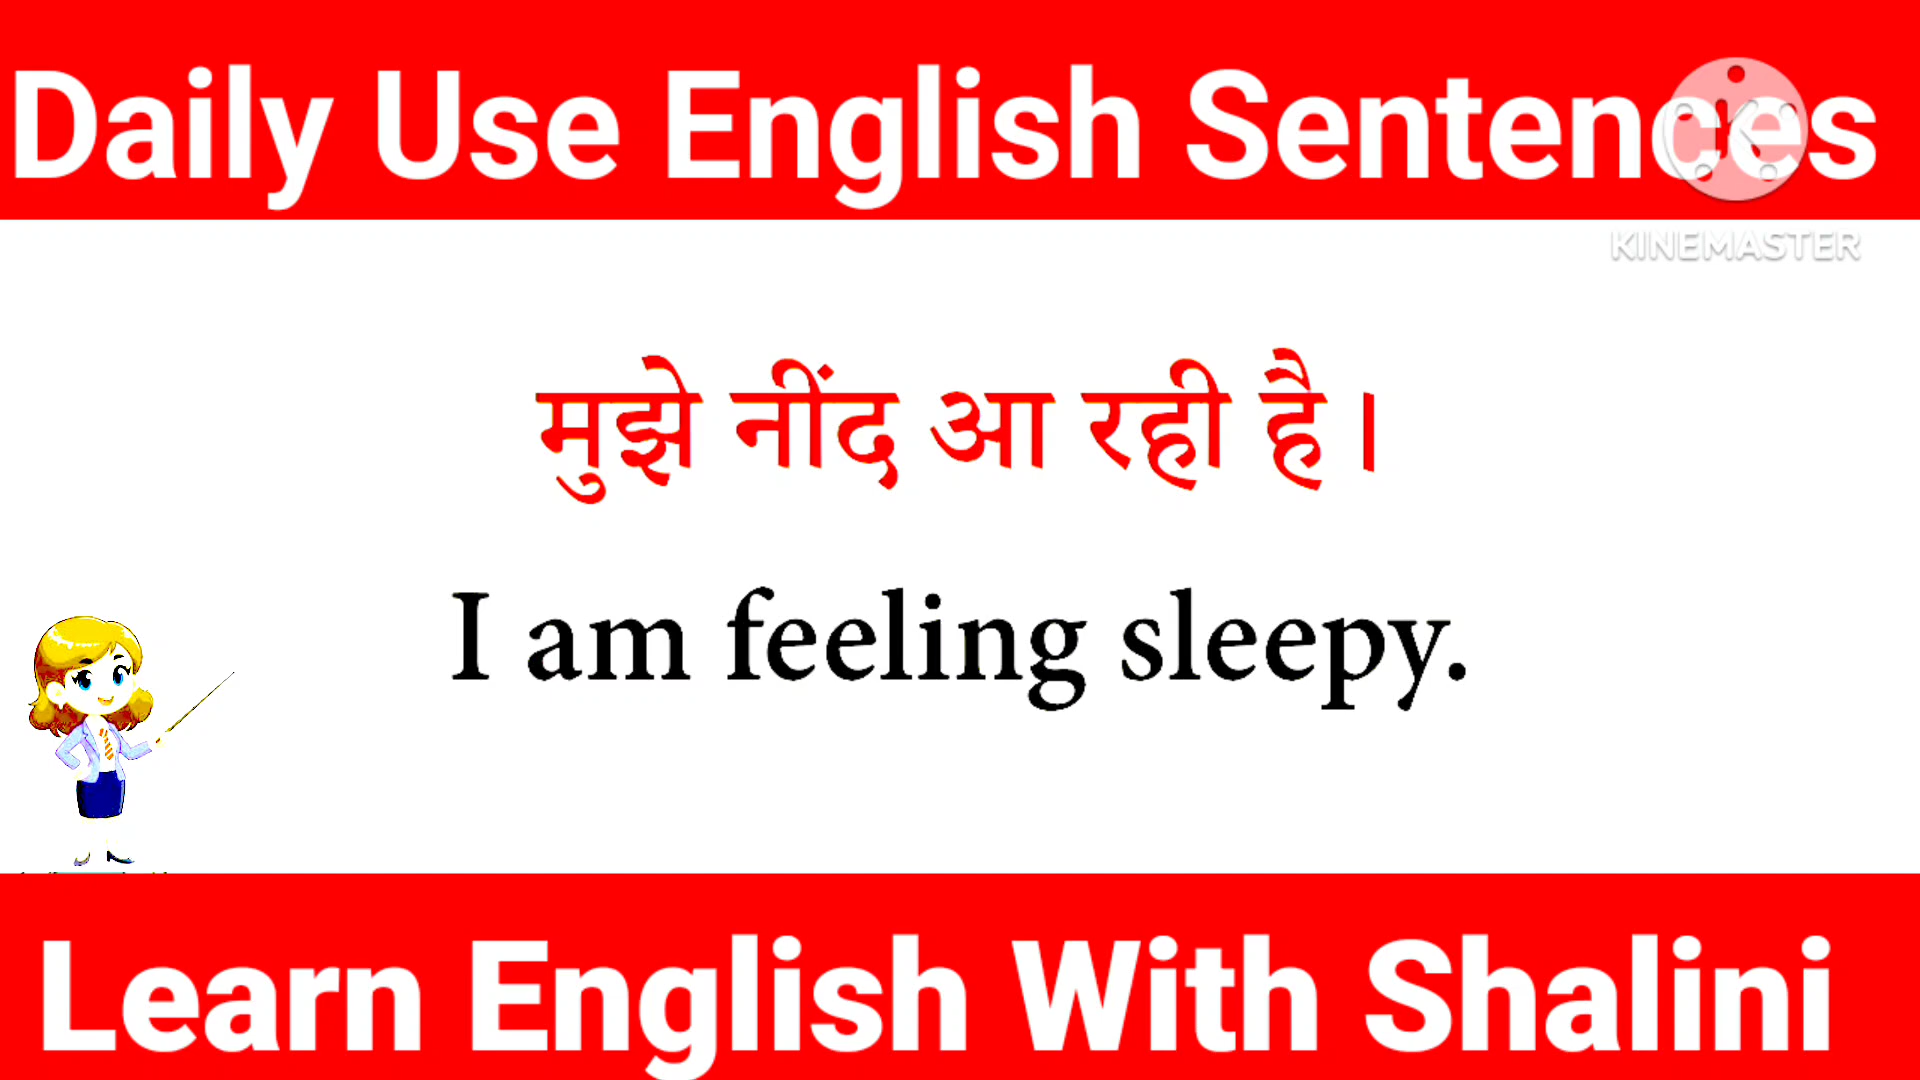 Daily Use English Sentences
KINEMASTER
मुझे नींद आ रही है।
I am feeling sleepy.
Learn English With Shalini